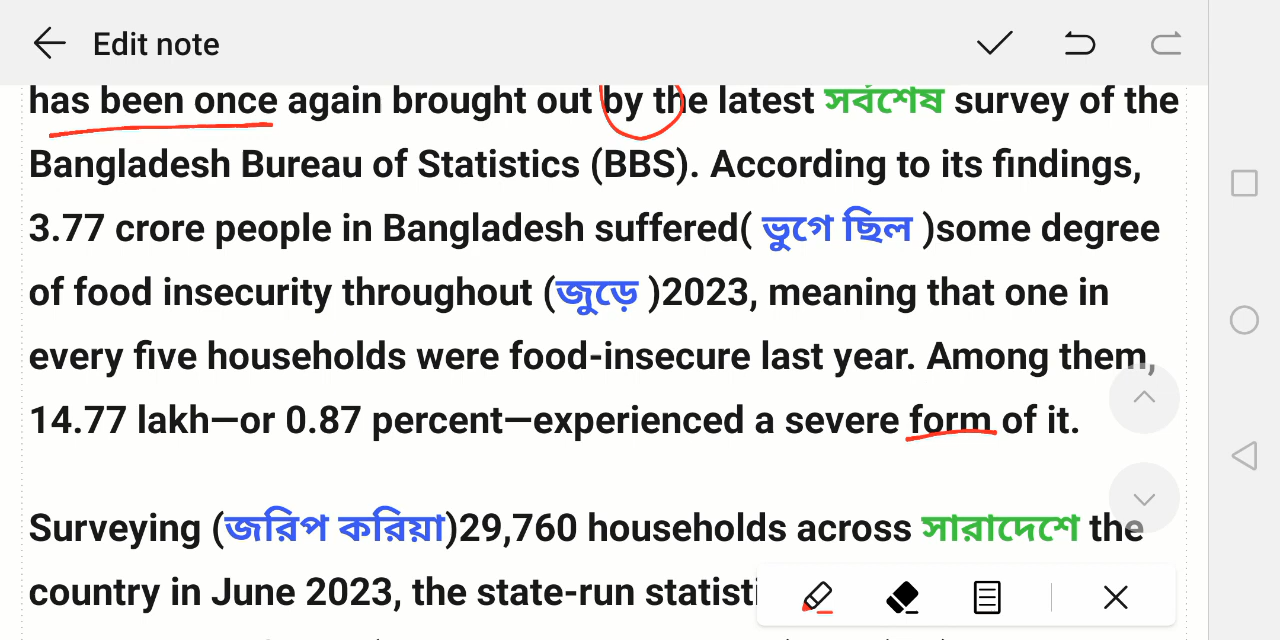 Edit note
has been once again brought out by the latest সর্বশেষ survey of the
Bangladesh Bureau of Statistics (BBS). According to its findings,
3.77 crore people in Bangladesh suffered( ভুগে ছিল )some degree
of food insecurity throughout (জুড়ে )2023, meaning that one in
every five households were food-insecure last year. Among them,
14.77 lakh—or 0.87 percent—experienced a severe form of it.
Surveying (জরিপ করিয়া)29,760 households across সারাদেশে the
country in June 2023, the state-run